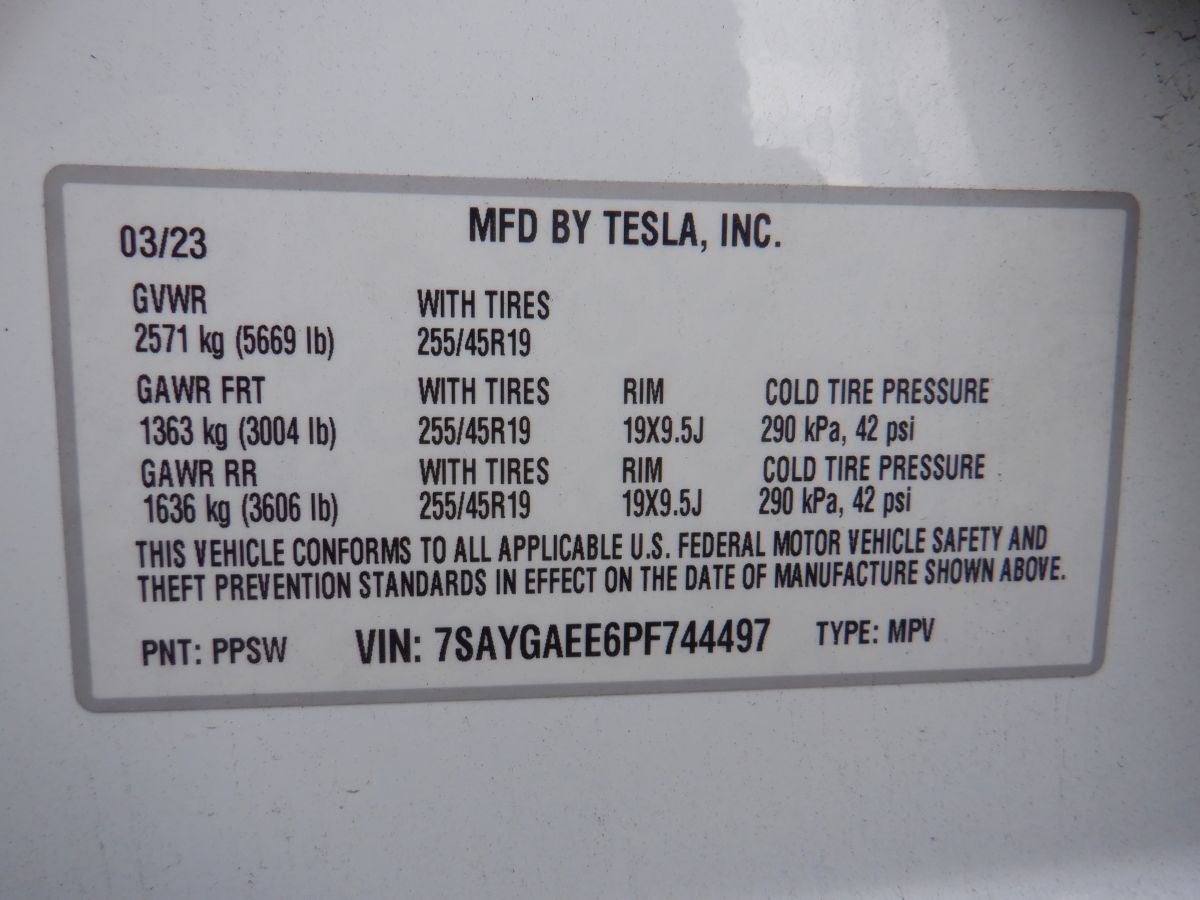 03/23 MFD BY TESLA, INC.
GVWR WITH TIRES
2571 kg (5669 lb) 255/45R19
GAWR FRT WITH TIRES RIM COLD TIRE PRESSURE
1363 kg (3004 lb) 255/45R19 19X9.5J 290 kPa, 42 psi
GAWR RR WITH TIRES RIM COLD TIRE PRESSURE
1636 kg (3606 lb) 255/45R19 19X9.5J 290 kPa, 42 psi
THIS VEHICLE CONFORMS TO ALL APPLICABLE U.S. FEDERAL MOTOR VEHICLE SAFETY AND
THEFT PREVENTION STANDARDS IN EFFECT ON THE DATE OF MANUFACTURE SHOWN ABOVE.
PNT: PPSW VIN: 7SAYGAEE6PF744497 TYPE: MPV